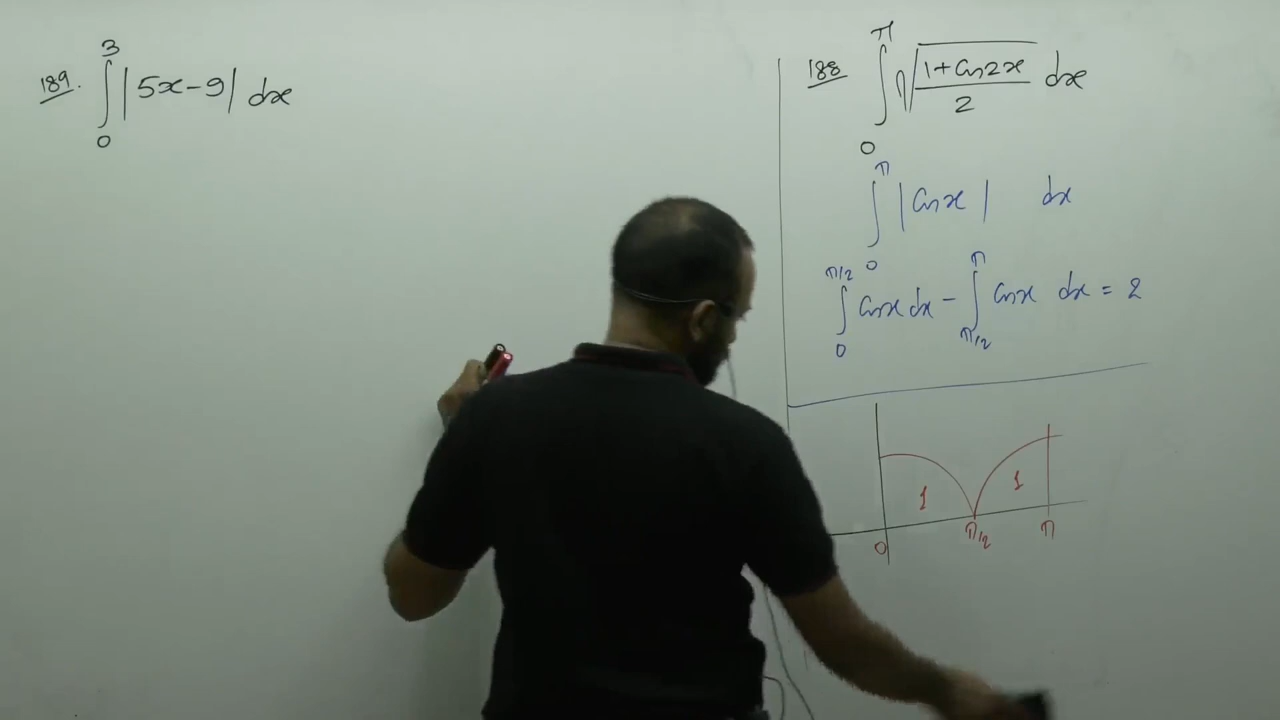 189. ∫₀³ |5x-9| dx
188 ∫₀^π √((1+Cos2x)/2) dx
∫₀^π |Cosx| dx
∫₀^(π/2) Cosx dx - ∫_(π/2)^π Cosx dx = 2
1 1
0 π/2 π